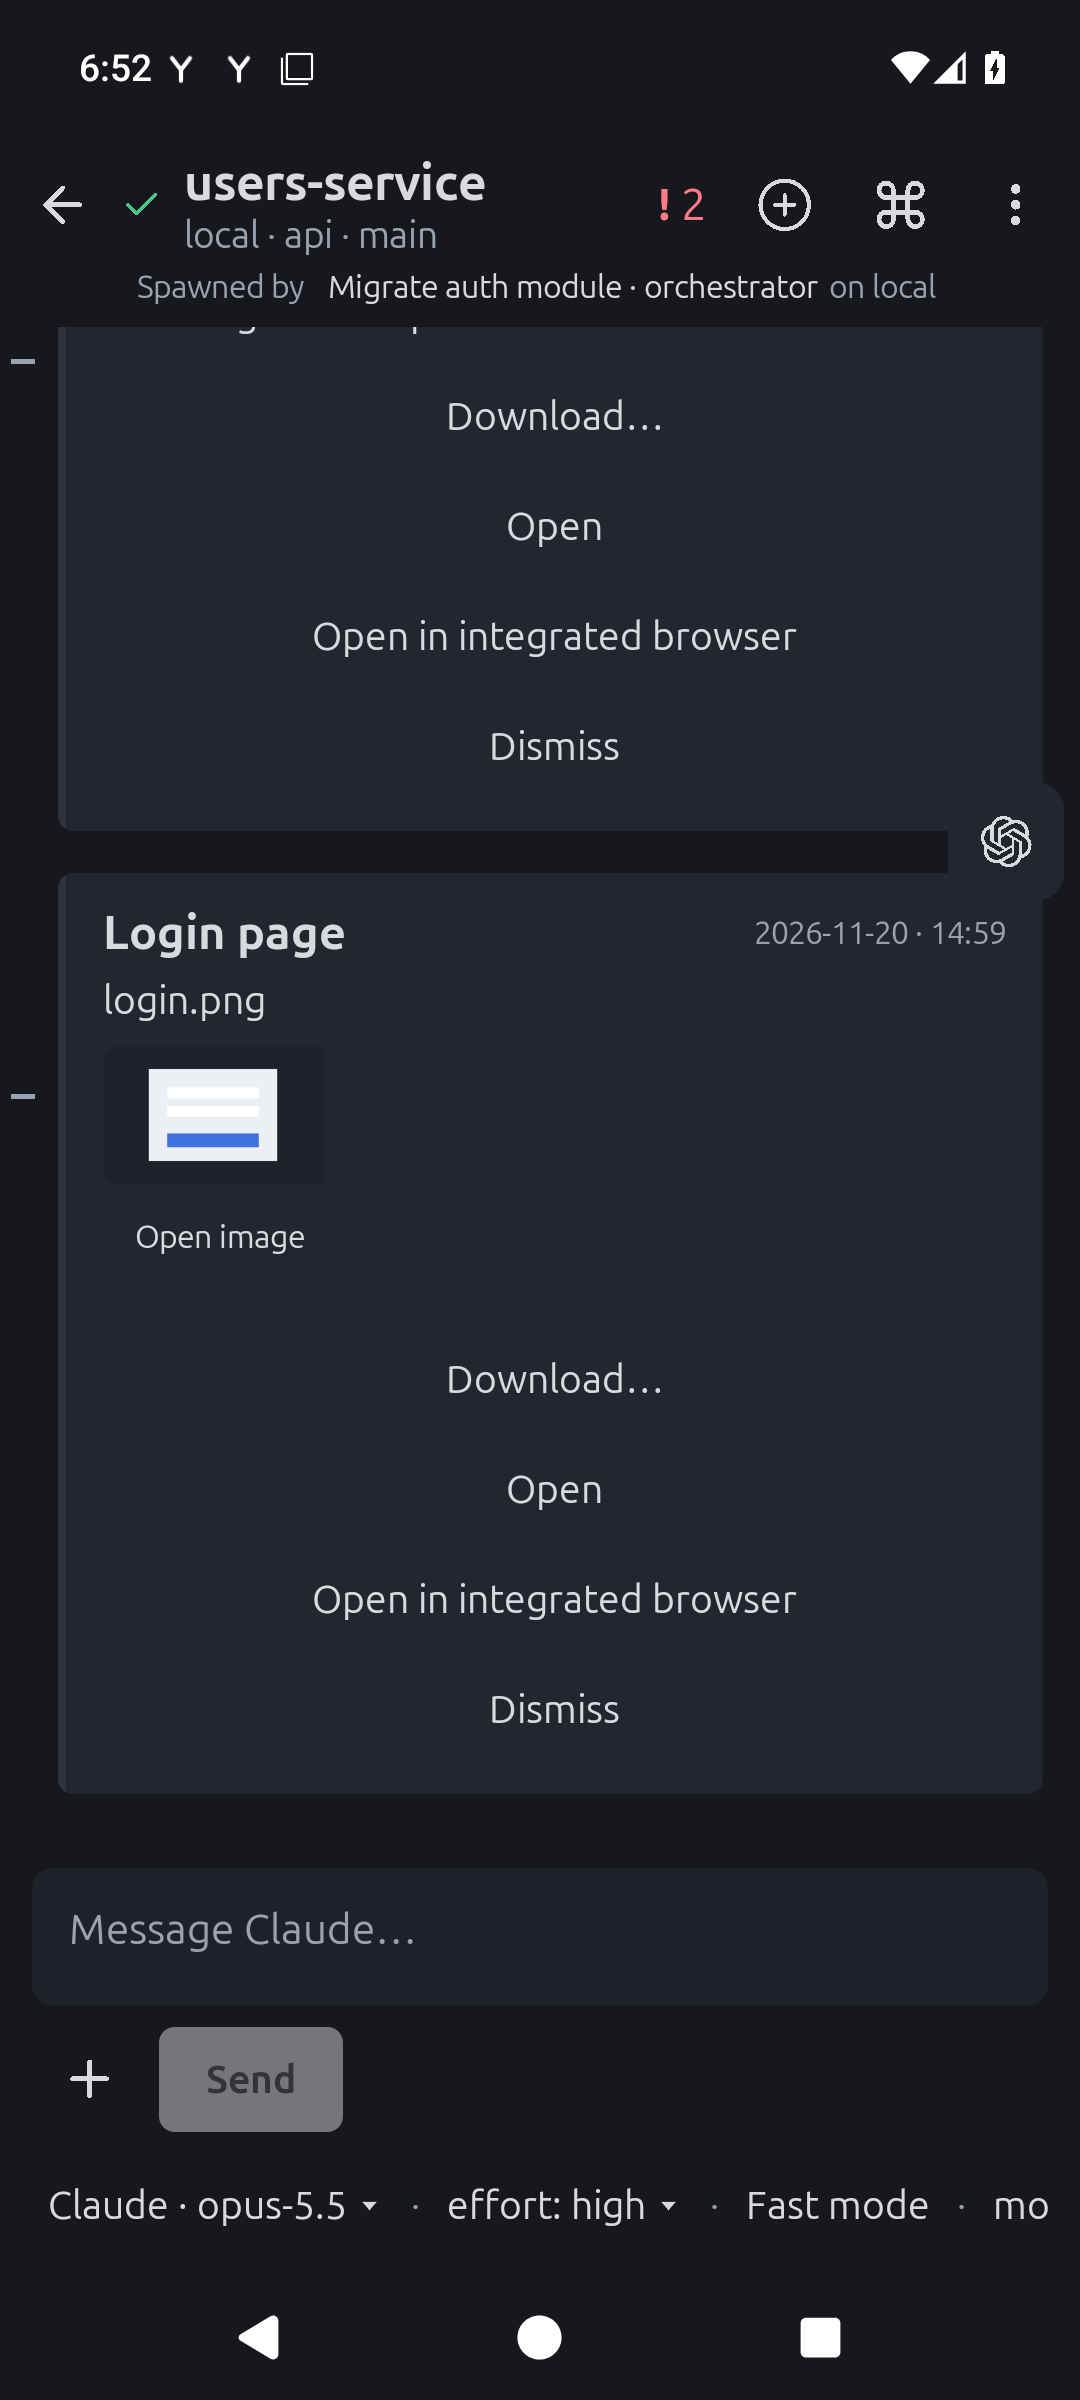 6:52
users-service
! 2
local · api · main
Spawned by Migrate auth module · orchestrator on local
Download…
Open
Open in integrated browser
Dismiss
Login page
2026-11-20 · 14:59
login.png
Open image
Download…
Open
Open in integrated browser
Dismiss
Message Claude…
Send
Claude · opus-5.5 · effort: high · Fast mode · mo